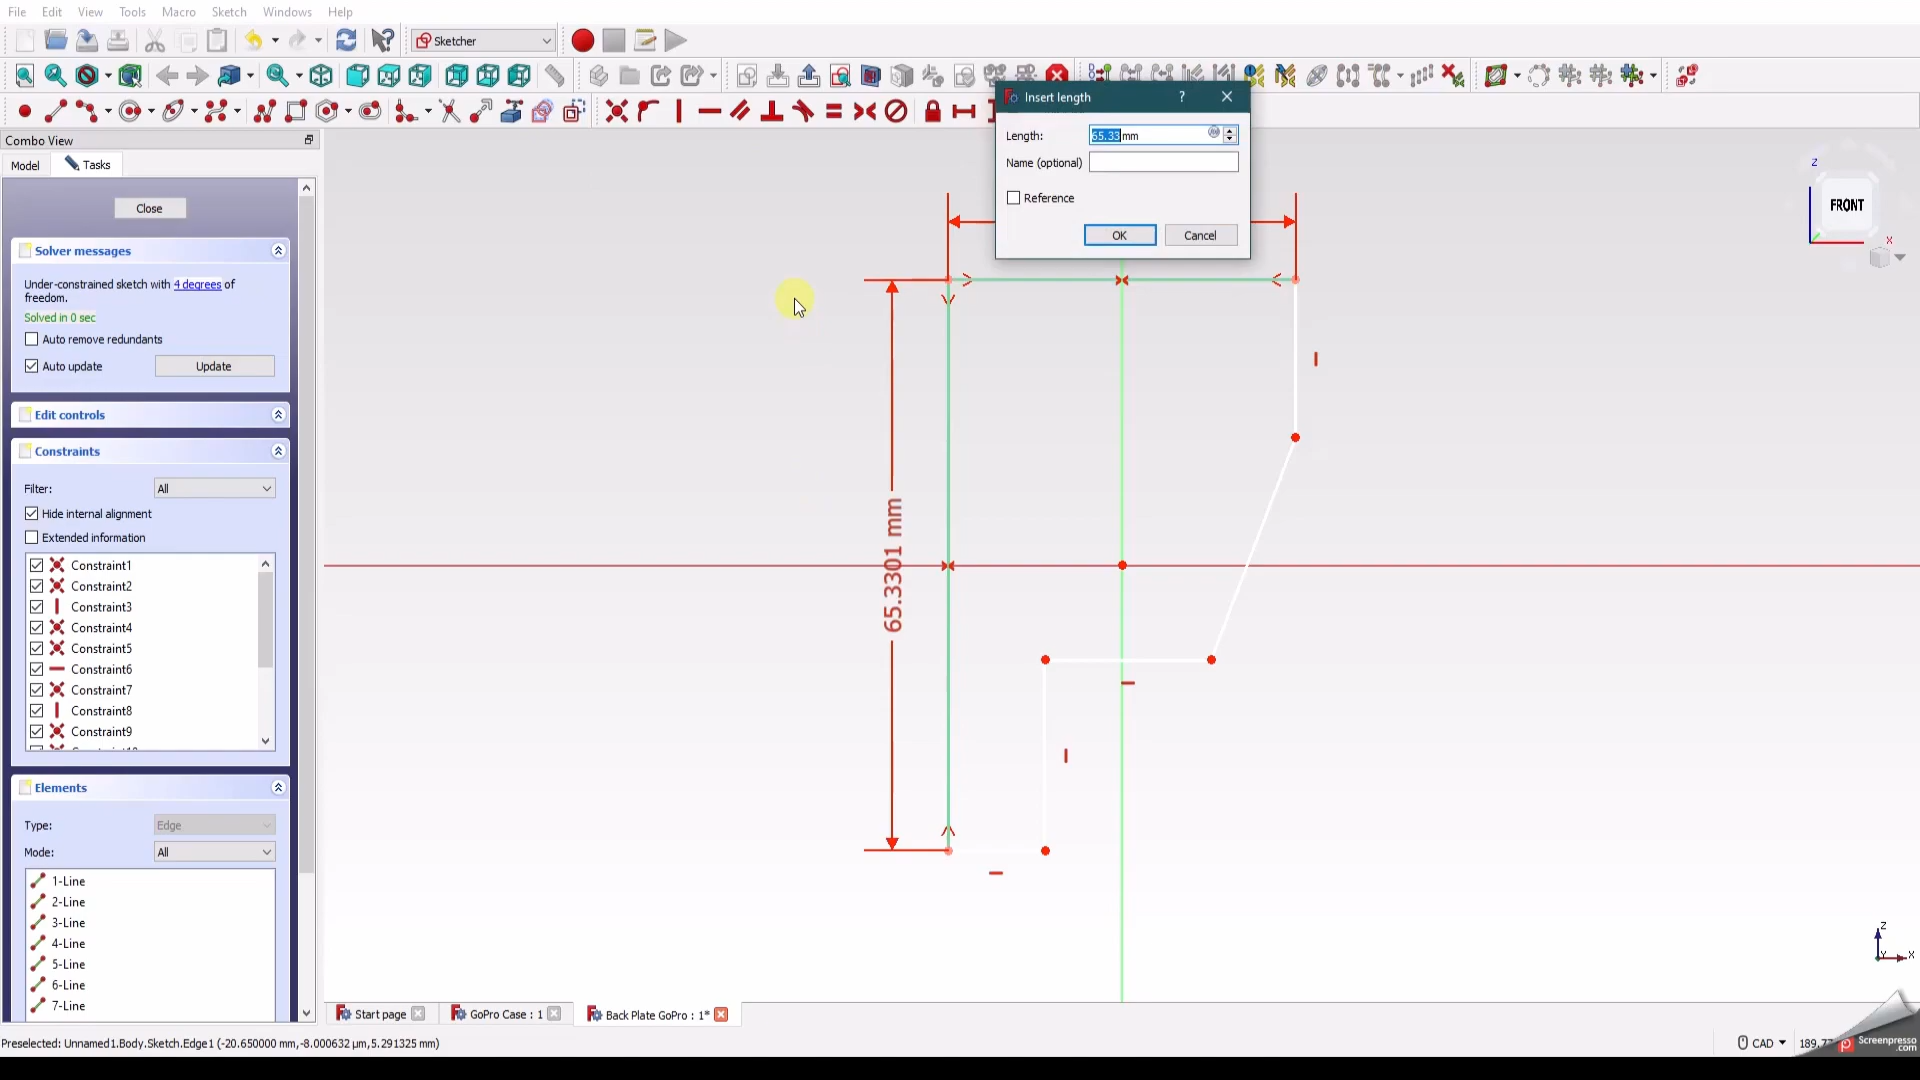 File Edit View Tools Macro Sketch Windows Help
Sketcher
Combo View
Model
Tasks
Close
Solver messages
Under-constrained sketch with 4 degrees of
freedom.
Solved in 0 sec
Auto remove redundants
Auto update
Update
Edit controls
Constraints
Filter:
All
Hide internal alignment
Extended information
Constraint1
Constraint2
Constraint3
Constraint4
Constraint5
Constraint6
Constraint7
Constraint8
Constraint9
Elements
Type:
Edge
Mode:
All
1-Line
2-Line
3-Line
4-Line
5-Line
6-Line
7-Line
Insert length
?
Length:
65.33 mm
Name (optional)
Reference
OK
Cancel
65.3301 mm
Z
FRONT
X
Z
Y
X
Start page
GoPro Case : 1
Back Plate GoPro : 1*
Preselected: Unnamed1.Body.Sketch.Edge1 (-20.650000 mm,-8.000632 µm,5.291325 mm)
CAD
Screenpresso
.com